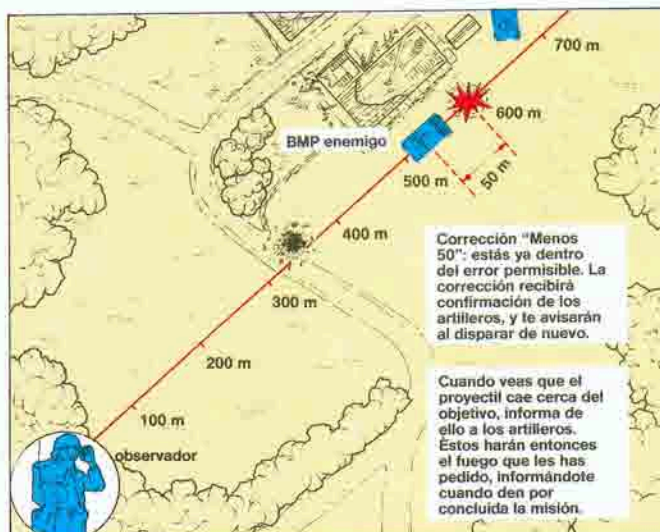 700 m
600 m
BMP enemigo
500 m
50 m
400 m
Corrección "Menos
50": estás ya dentro
del error permisible. La
corrección recibirá
confirmación de los
artilleros, y te avisarán
al disparar de nuevo.
300 m
200 m
Cuando veas que el
proyectil cae cerca del
objetivo, informa de
ello a los artilleros.
Éstos harán entonces
el fuego que les has
pedido, informándote
cuando den por
concluida la misión.
100 m
observador